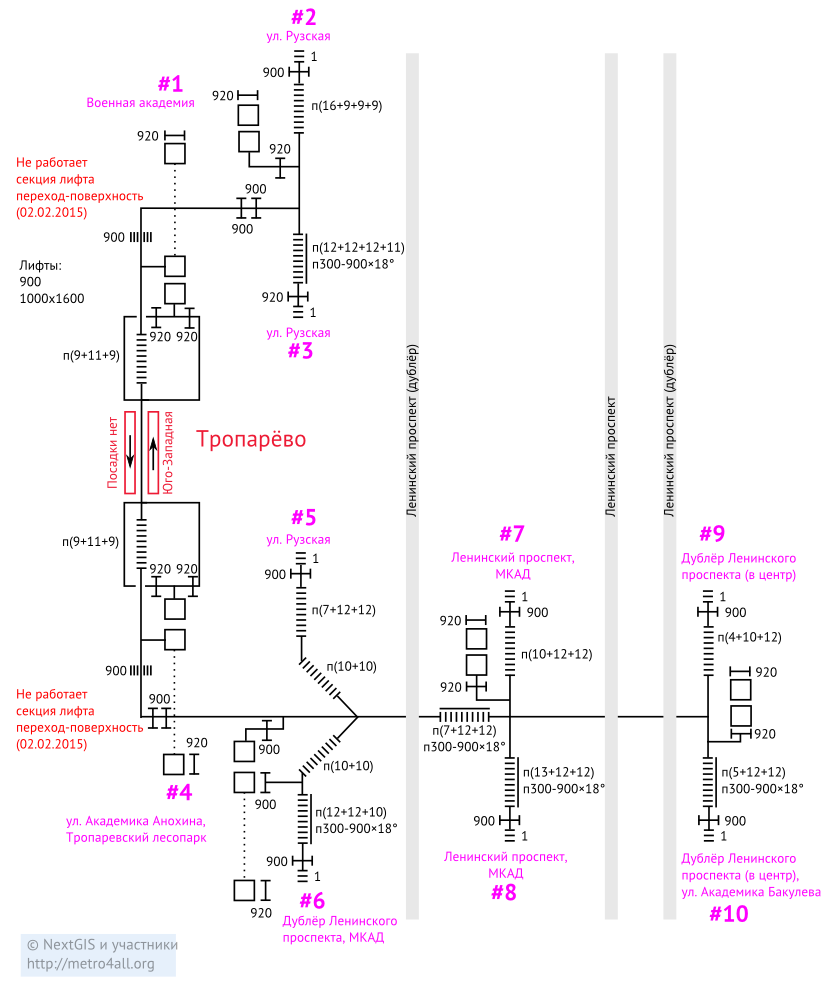 #2
ул. Рузская
1
900
#1
Военная академия
920
п(16+9+9+9)
920
920
Не работает
секция лифта
переход-поверхность
(02.02.2015)
900
900
900
п(12+12+12+11)
п300-900×18°
Лифты:
900
1000х1600
920
1
920
920
ул. Рузская
#3
п(9+11+9)
Ленинский проспект (дублёр)
Ленинский проспект
Ленинский проспект (дублёр)
Посадки нет
Юго-Западная
Тропарёво
#5
ул. Рузская
п(9+11+9)
1
900
920
920
п(7+12+12)
#7
Ленинский проспект,
МКАД
1
900
920
п(10+12+12)
920
#9
Дублёр Ленинского
проспекта (в центр)
1
900
п(4+10+12)
920
920
п(10+10)
900
Не работает
секция лифта
переход-поверхность
(02.02.2015)
900
920
900
п(10+10)
900
п(7+12+12)
п300-900×18°
#4
ул. Академика Анохина,
Тропаревский лесопарк
п(12+12+10)
п300-900×18°
900
1
920
#6
Дублёр Ленинского
проспекта, МКАД
п(13+12+12)
п300-900×18°
900
1
Ленинский проспект,
МКАД
#8
п(5+12+12)
п300-900×18°
900
1
Дублёр Ленинского
проспекта (в центр),
ул. Академика Бакулева
#10
© NextGIS и участники
http://metro4all.org